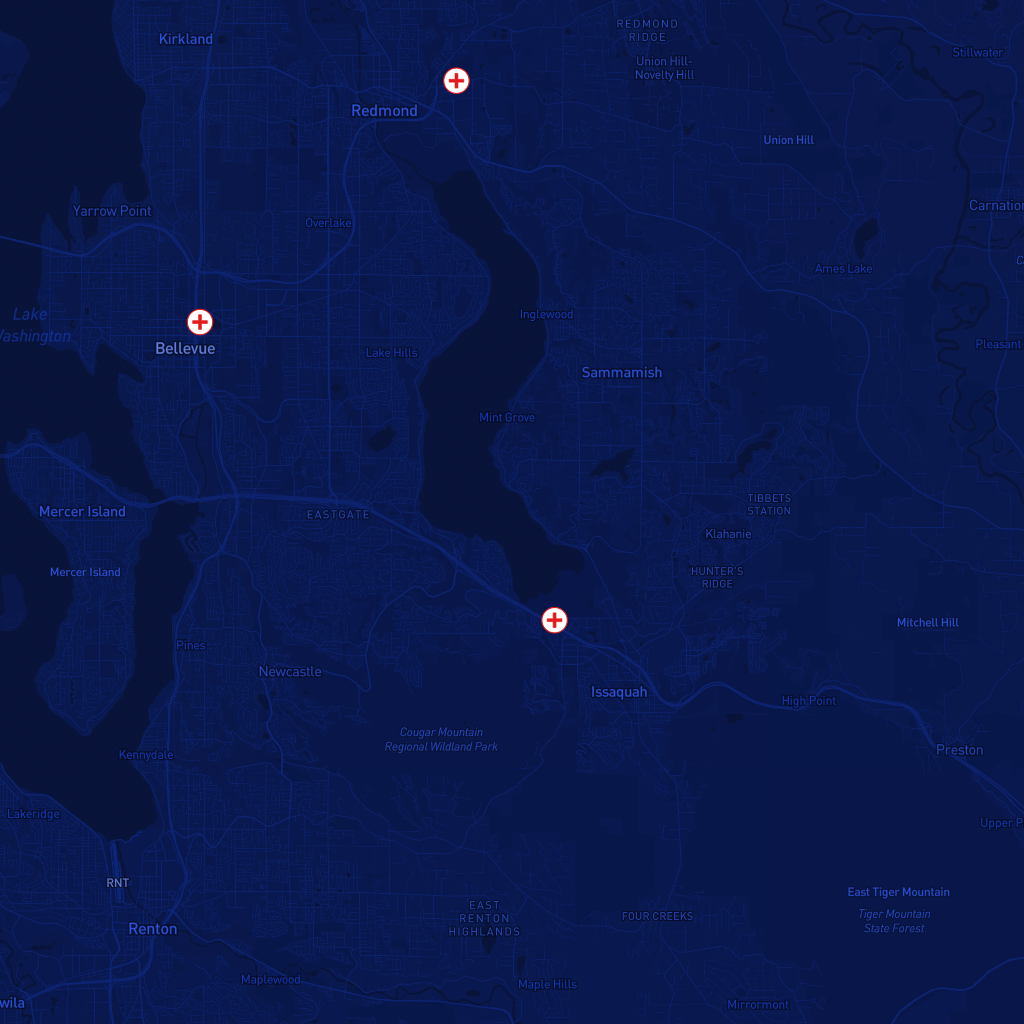 REDMOND
RIDGE
Kirkland
Stillwater
Union Hill-
Novelty Hill
Redmond
Union Hill
Carnation
Yarrow Point
Overlake
Ames Lake
Lake
Washington
Inglewood
Pleasant
Bellevue
Lake Hills
Sammamish
Mint Grove
TIBBETS
STATION
Mercer Island
EASTGATE
Klahanie
Mercer Island
HUNTER'S
RIDGE
Mitchell Hill
Pines
Newcastle
Issaquah
High Point
Cougar Mountain
Regional Wildland Park
Preston
Kennydale
Lakeridge
Upper P
RNT
East Tiger Mountain
EAST
RENTON
HIGHLANDS
FOUR CREEKS
Tiger Mountain
State Forest
Renton
Maplewood
Maple Hills
wila
Mirrormont